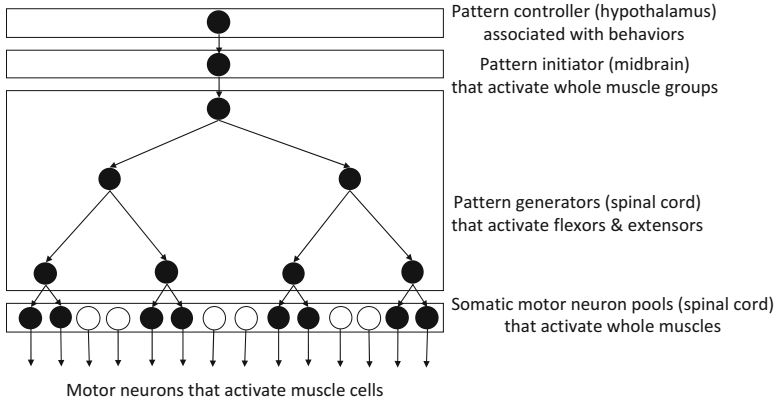 Pattern controller (hypothalamus)
associated with behaviors
Pattern initiator (midbrain)
that activate whole muscle groups
Pattern generators (spinal cord)
that activate flexors & extensors
Somatic motor neuron pools (spinal cord)
that activate whole muscles
Motor neurons that activate muscle cells